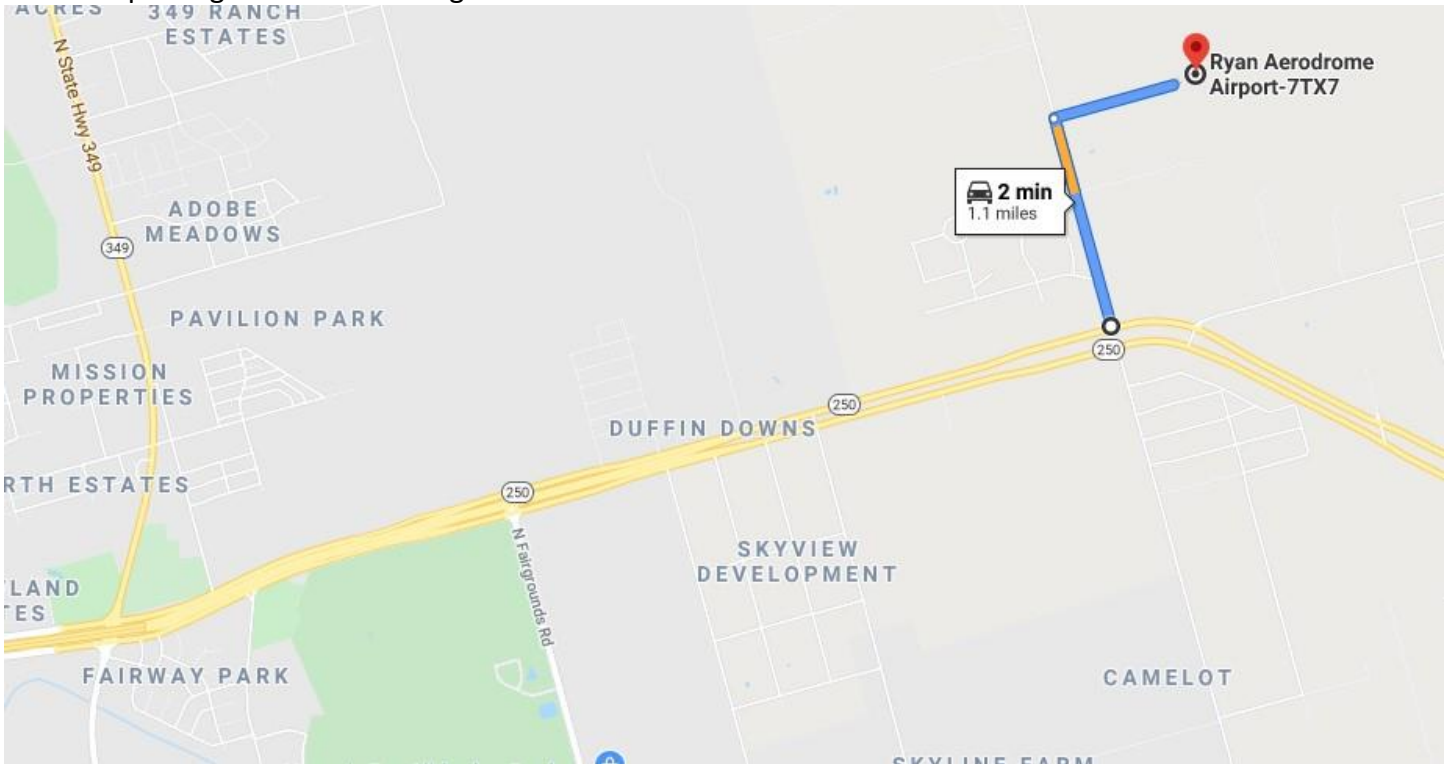 ACRES
349 RANCH
ESTATES
N State Hwy 349
Ryan Aerodrome
Airport-7TX7
2 min
1.1 miles
ADOBE
MEADOWS
349
PAVILION PARK
250
MISSION
PROPERTIES
250
DUFFIN DOWNS
RTH ESTATES
250
N Fairgrounds Rd
SKYVIEW
DEVELOPMENT
LAND
TES
FAIRWAY PARK
CAMELOT
SKYLINE FARM